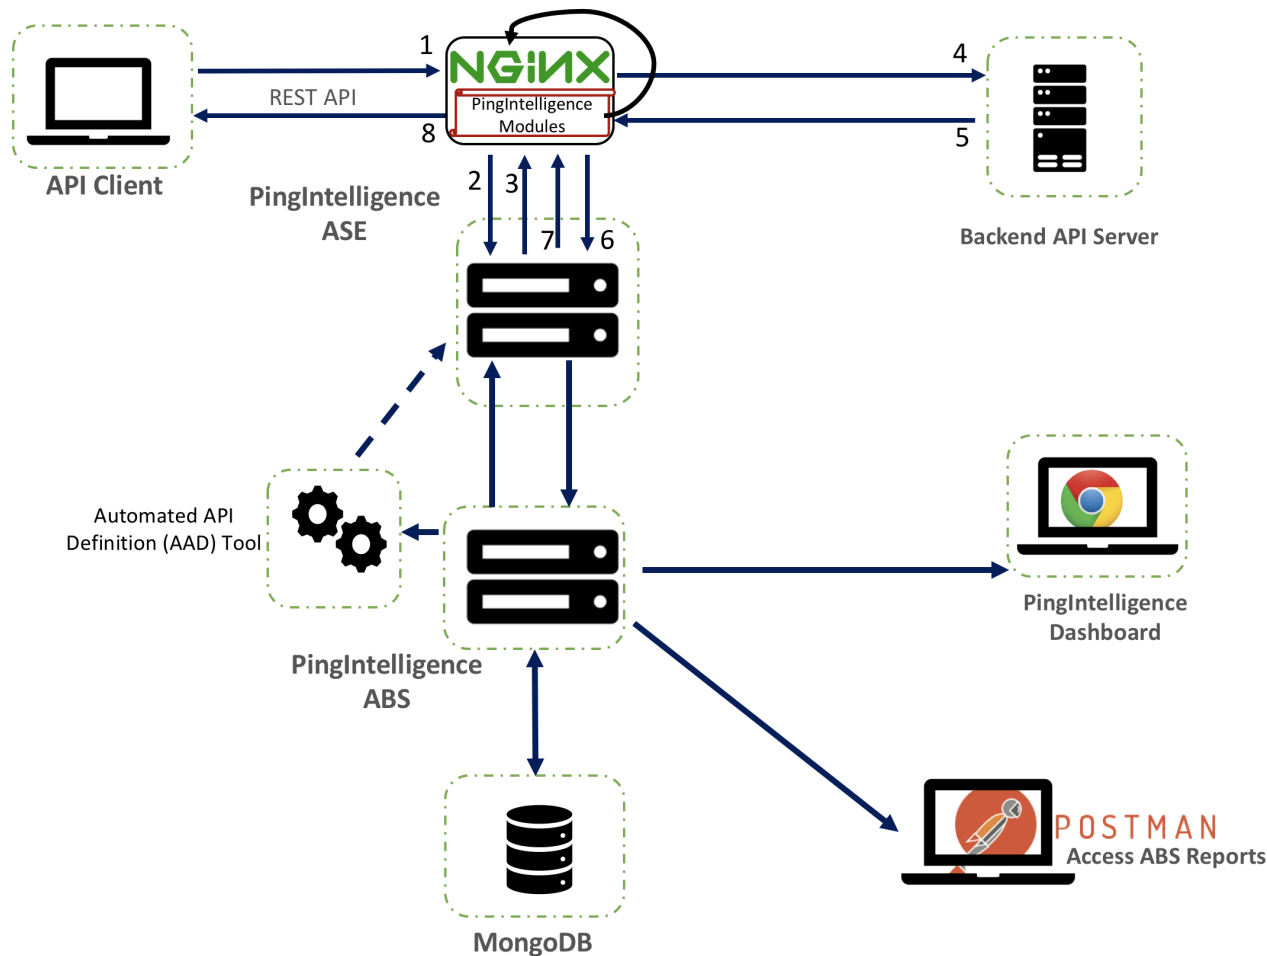 1
NGINX
4
REST API
PingIntelligence
Modules
8
5
API Client
PingIntelligence
ASE
2
3
7
6
Backend API Server
Automated API
Definition (AAD) Tool
PingIntelligence
Dashboard
PingIntelligence
ABS
POSTMAN
Access ABS Reports
MongoDB